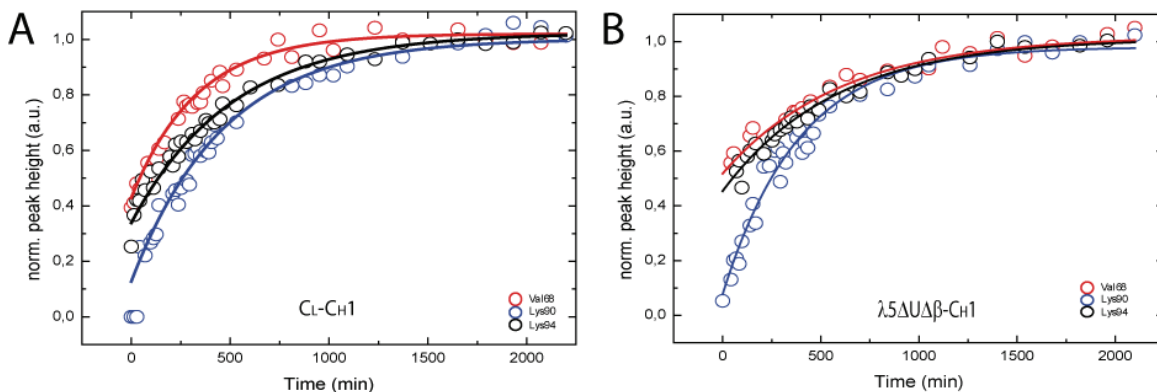 A
norm. peak height (a.u.)
1,0
0,8
0,6
0,4
0,2
0,0
0
500
1000
1500
2000
Time (min)
CL-CH1
Val68
Lys90
Lys94
B
norm. peak height (a.u.)
1,0
0,8
0,6
0,4
0,2
0,0
0
500
1000
1500
2000
Time (min)
λ5ΔUΔβ-CH1
Val68
Lys90
Lys94